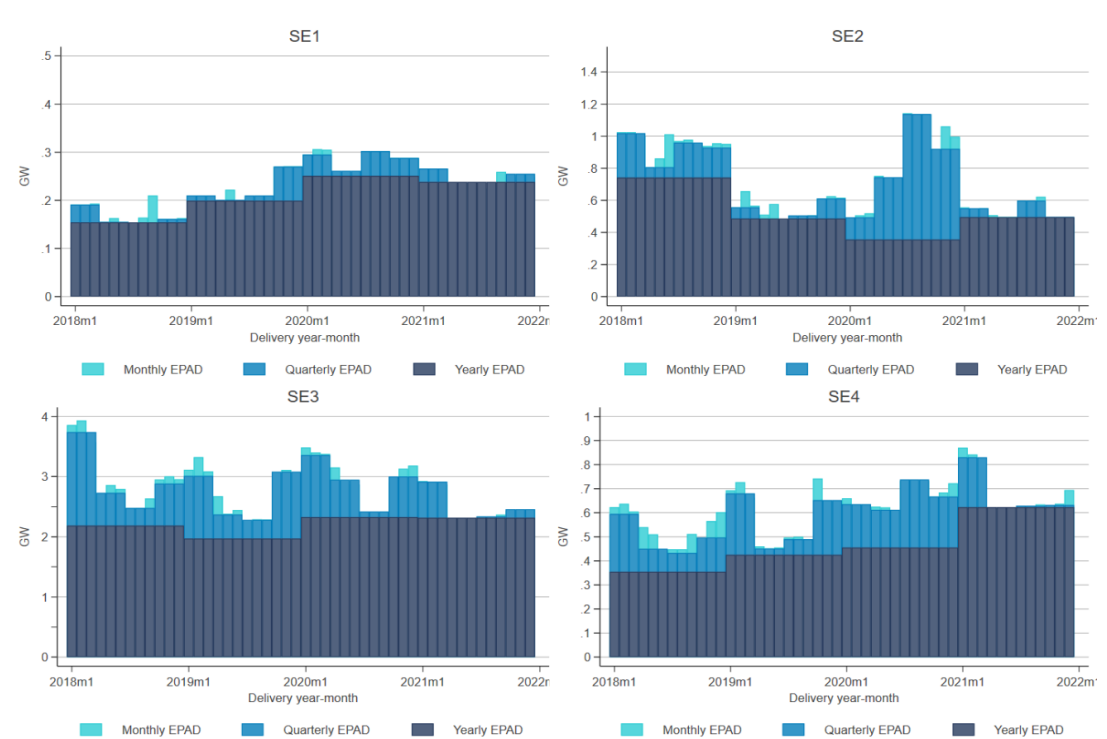 SE1
.5
.4
.3
.2
.1
0
GW
2018m1 2019m1 2020m1 2021m1 2022r
Delivery year-month
Monthly EPAD Quarterly EPAD Yearly EPAD
SE2
1.4
1.2
1
.8
.6
.4
.2
0
GW
2018m1 2019m1 2020m1 2021m1 2022m1
Delivery year-month
Monthly EPAD Quarterly EPAD Yearly EPAD
SE3
4
3
2
1
0
GW
2018m1 2019m1 2020m1 2021m1 2022r
Delivery year-month
Monthly EPAD Quarterly EPAD Yearly EPAD
SE4
1
.9
.8
.7
.6
.5
.4
.3
.2
.1
0
GW
2018m1 2019m1 2020m1 2021m1 2022m1
Delivery year-month
Monthly EPAD Quarterly EPAD Yearly EPAD